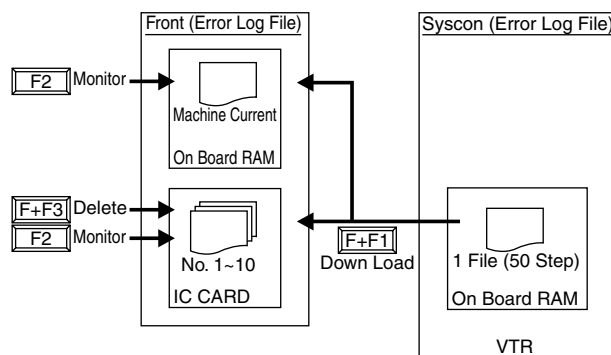 Front (Error Log File)
Syscon (Error Log File)
F2 Monitor
Machine Current
On Board RAM
F+F3 Delete
F2 Monitor
No. 1~10
IC CARD
F+F1
Down Load
1 File (50 Step)
On Board RAM
VTR